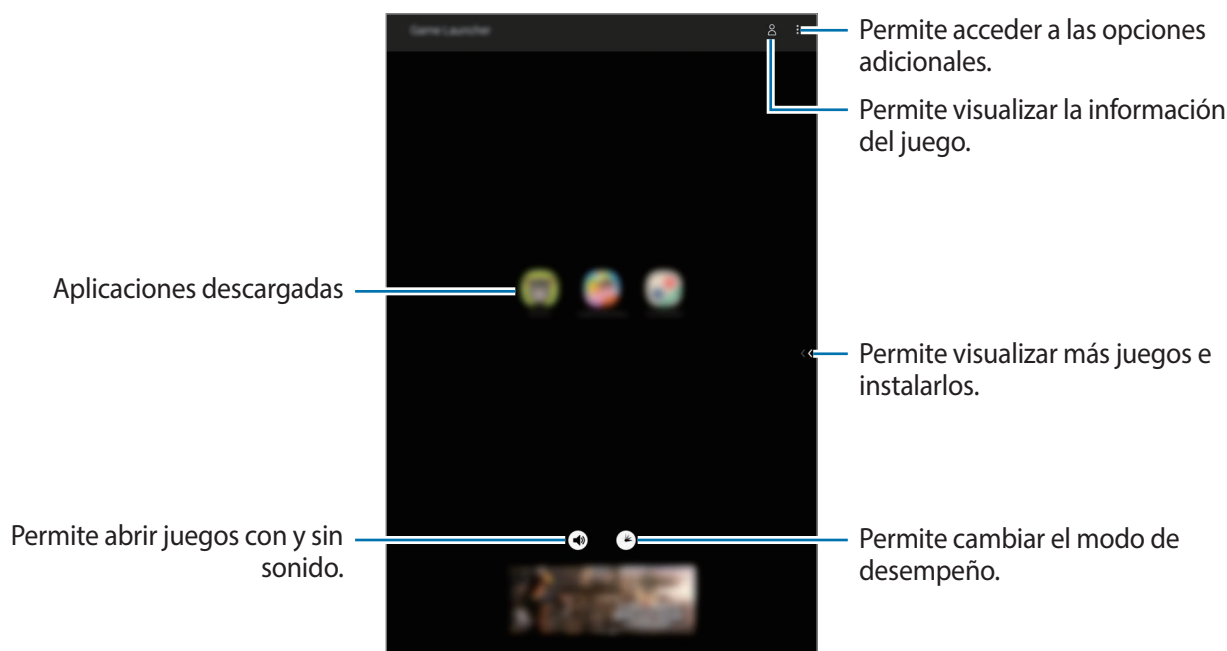 Game Launcher
Permite acceder a las opciones
adicionales.
Permite visualizar la información
del juego.
Aplicaciones descargadas
Permite visualizar más juegos e
instalarlos.
Permite abrir juegos con y sin
sonido.
Permite cambiar el modo de
desempeño.